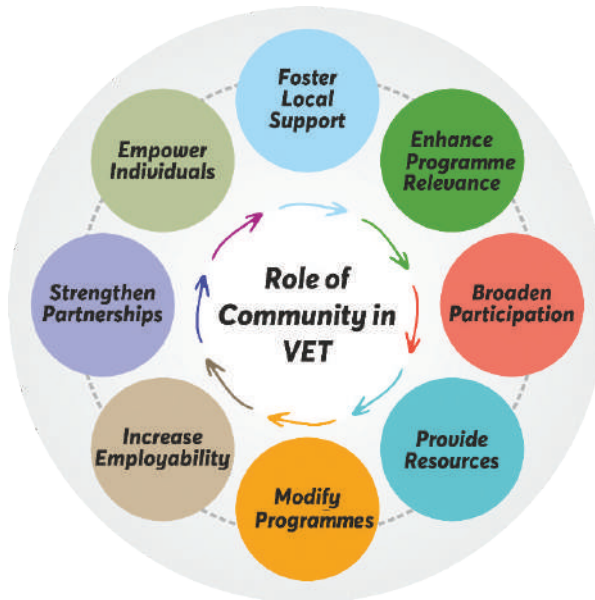 Foster
Local
Support
Enhance
Programme
Relevance
Broaden
Participation
Provide
Resources
Modify
Programmes
Increase
Employability
Strengthen
Partnerships
Empower
Individuals
Role of
Community in
VET